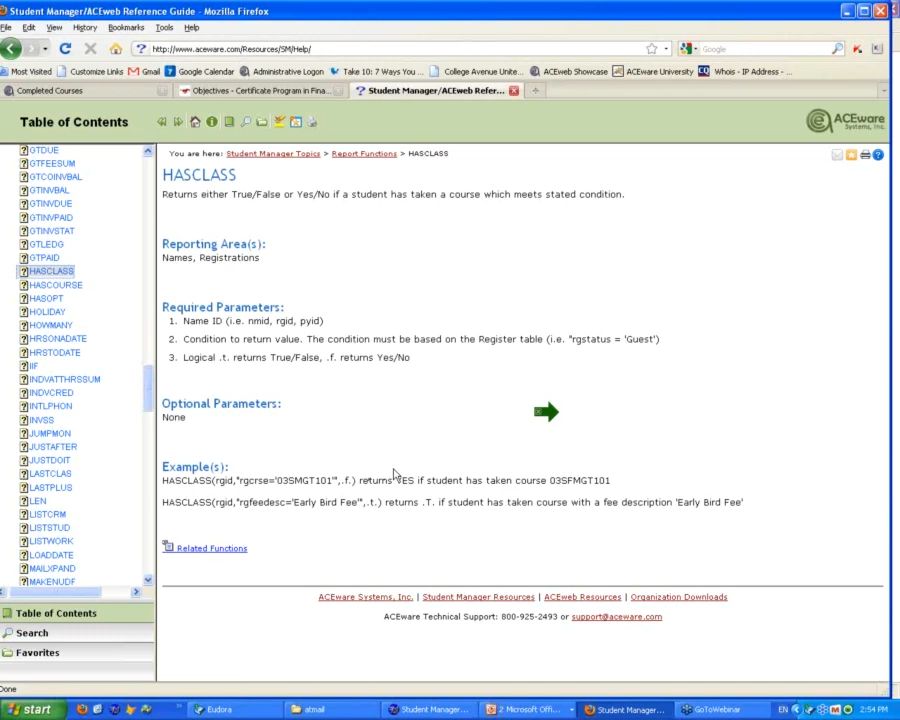 Student Manager/ACEweb Reference Guide - Mozilla Firefox
File Edit View History Bookmarks Tools Help
http://www.aceware.com/Resources/SM/Help/
Google
Most Visited Customize Links Gmail Google Calendar Administrative Logon Take 10: 7 Ways You ... College Avenue Unite... ACEweb Showcase ACEware University Whois - IP Address - ...
Completed Courses
Objectives - Certificate Program in Fina...
Student Manager/ACEweb Refer...
Table of Contents
ACEware
Systems, Inc.
GTDUE
GTFEESUM
GTCOINVBAL
GTINVBAL
GTINVDUE
GTINVPAID
GTINVSTAT
GTLEDG
GTPAID
HASCLASS
HASCOURSE
HASOPT
HOLIDAY
HOWMANY
HRSONADATE
HRSTODATE
IIF
INDVATTHRSSUM
INDVCRED
INTLPHON
INVSS
JUMPMON
JUSTAFTER
JUSTDOIT
LASTCLAS
LASTPLUS
LEN
LISTCRM
LISTSTUD
LISTWORK
LOADDATE
MAILXPAND
MAKENUDF
Table of Contents
Search
Favorites
You are here: Student Manager Topics > Report Functions > HASCLASS
HASCLASS
Returns either True/False or Yes/No if a student has taken a course which meets stated condition.
Reporting Area(s):
Names, Registrations
Required Parameters:
1. Name ID (i.e. nmid, rgid, pyid)
2. Condition to return value. The condition must be based on the Register table (i.e. "rgstatus = 'Guest')
3. Logical .t. returns True/False, .f. returns Yes/No
Optional Parameters:
None
Example(s):
HASCLASS(rgid,"rgcrse='03SMGT101'",.f.) returns YES if student has taken course 03SFMGT101
HASCLASS(rgid,"rgfeedesc='Early Bird Fee'",.t.) returns .T. if student has taken course with a fee description 'Early Bird Fee'
Related Functions
ACEware Systems, Inc. | Student Manager Resources | ACEweb Resources | Organization Downloads
ACEware Technical Support: 800-925-2493 or support@aceware.com
Done
start
Eudora
atmail
Student Manager...
2 Microsoft Offi...
Student Manager...
GoToWebinar
EN
2:54 PM